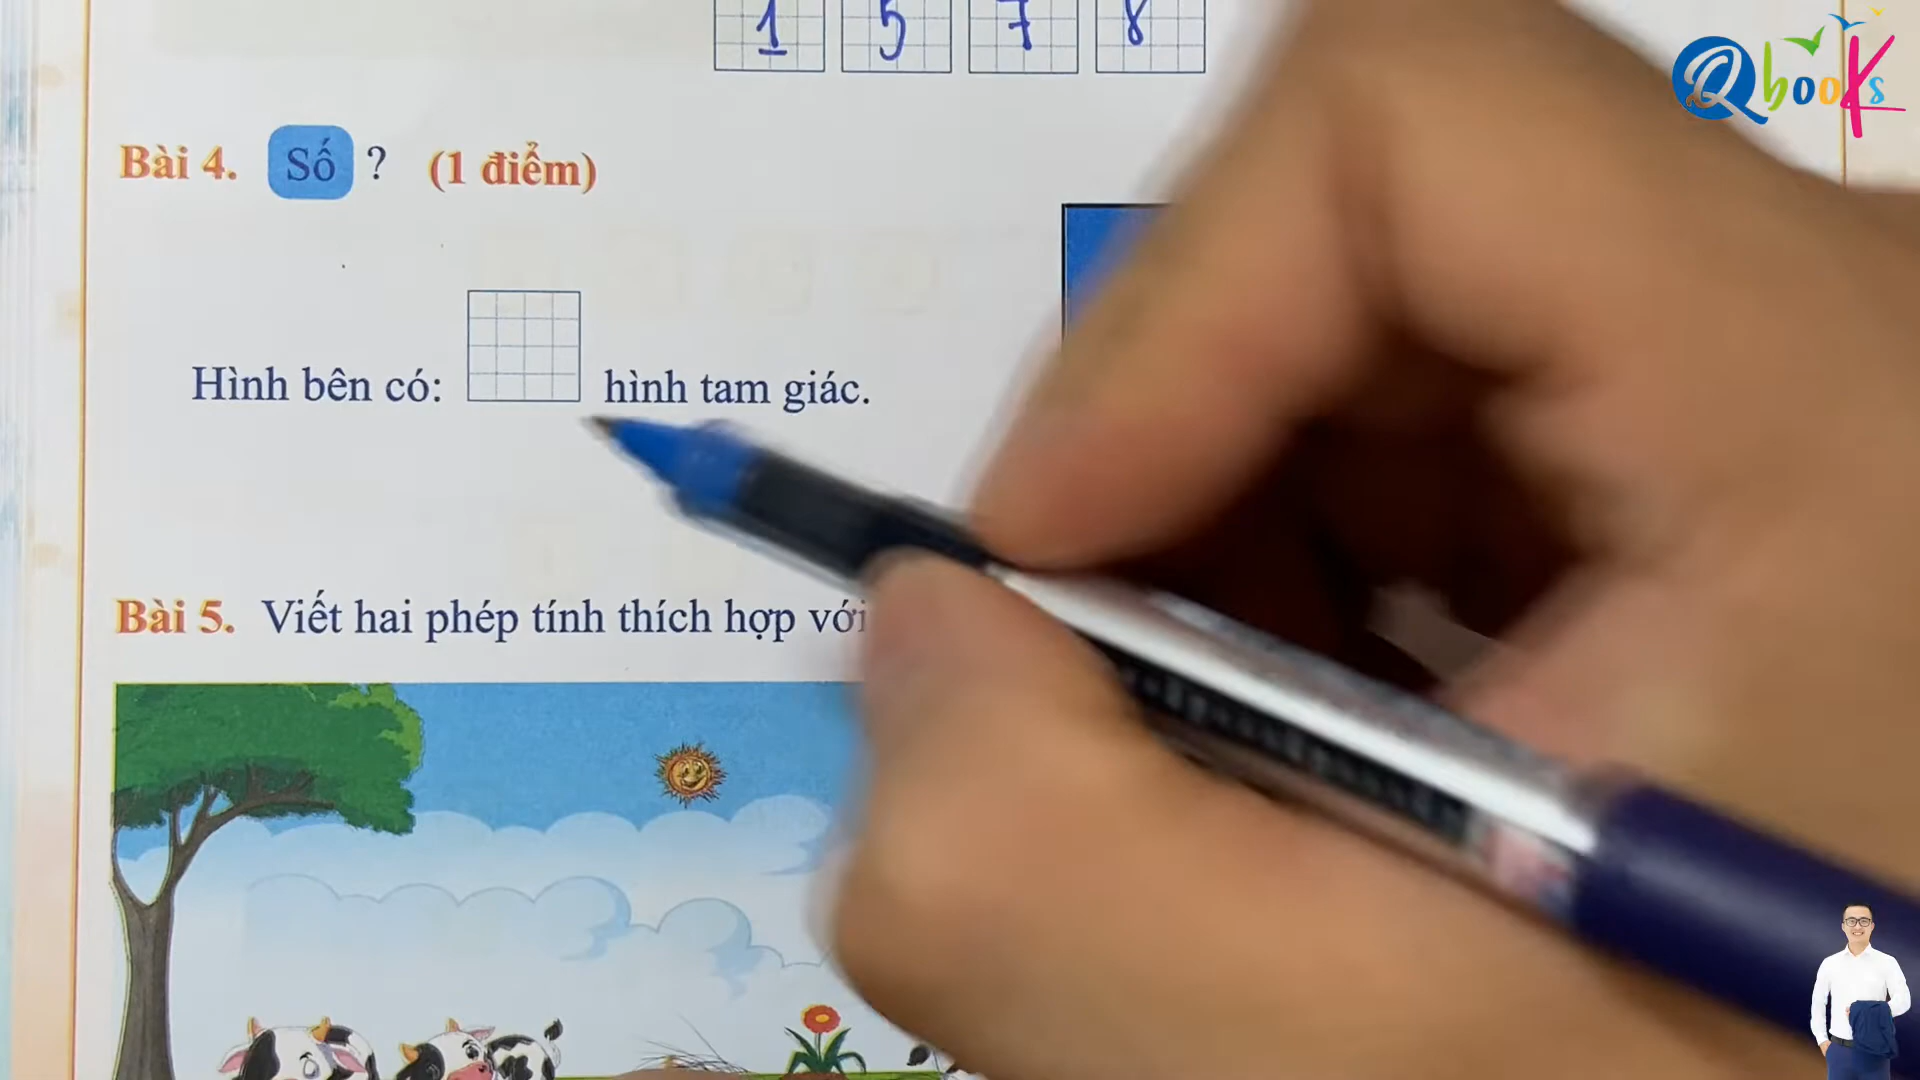 1 5 7 8
Qbooks
Bài 4. Số ? (1 điểm)
Hình bên có: hình tam giác.
Bài 5. Viết hai phép tính thích hợp với